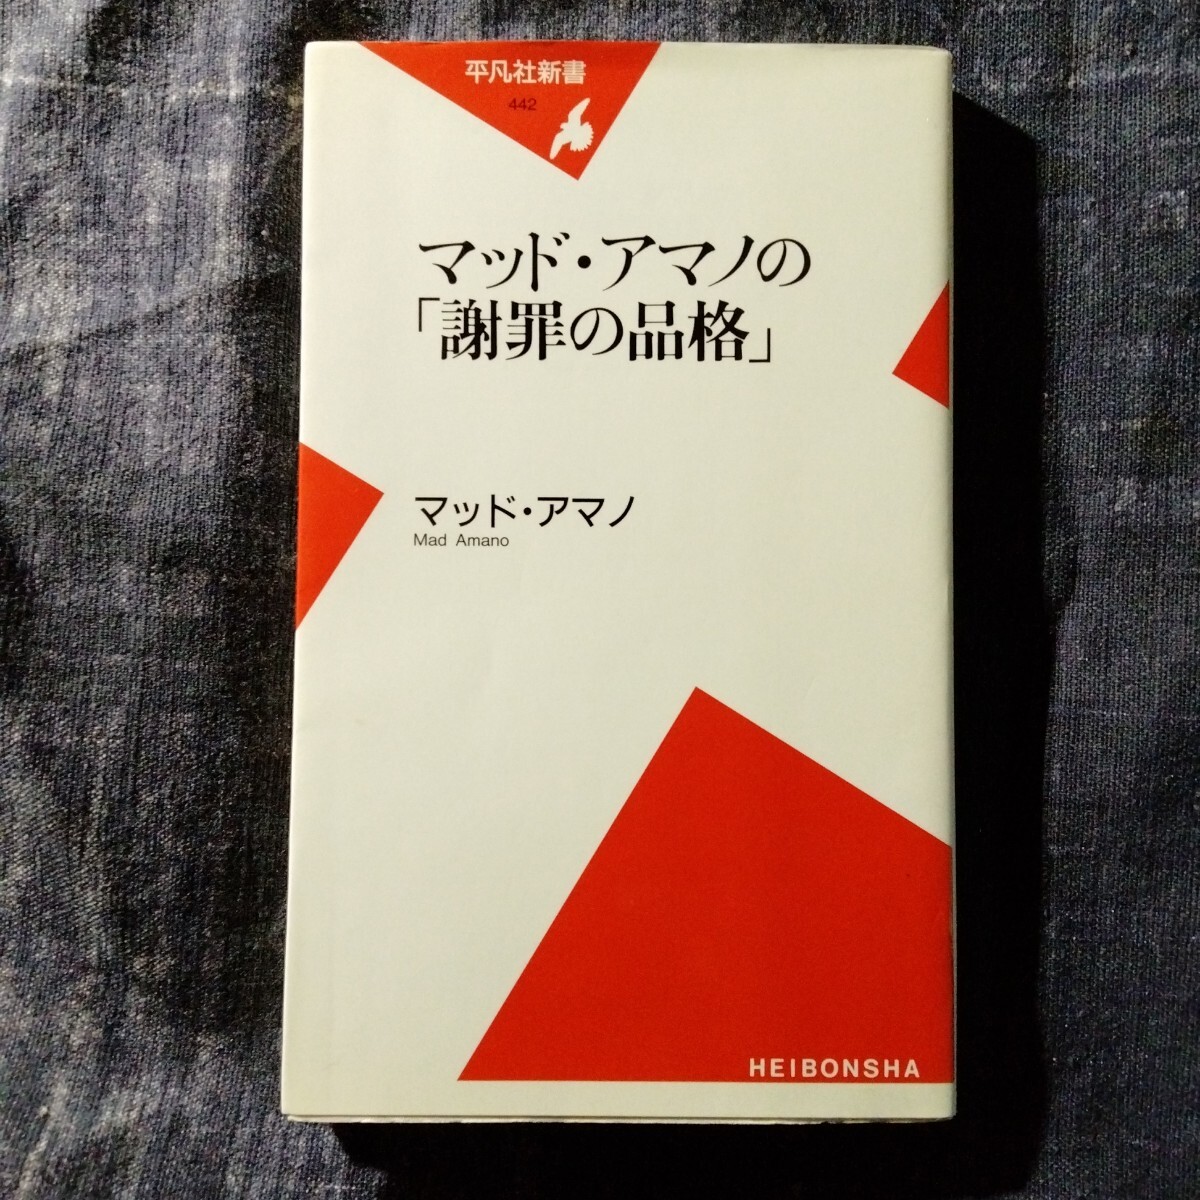 平凡社新書
442
マッド・アマノの
「謝罪の品格」
マッド・アマノ
Mad Amano
HEIBONSHA